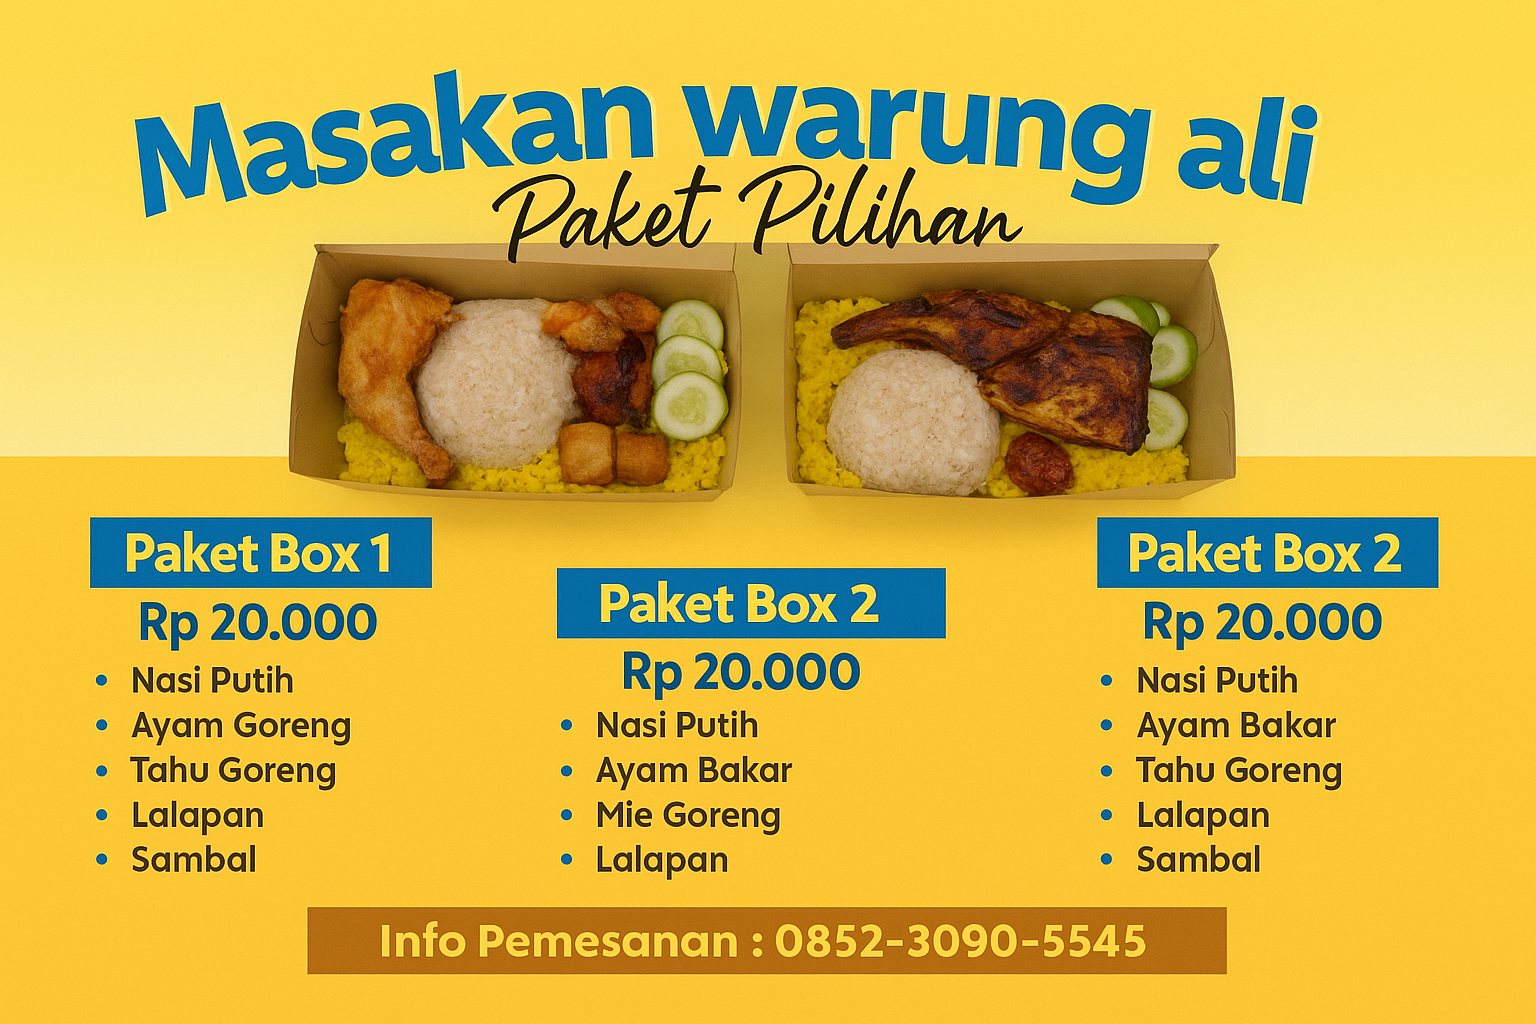 Masakan warung ali
Paket Pilihan
Paket Box 1
Rp 20.000
• Nasi Putih
• Ayam Goreng
• Tahu Goreng
• Lalapan
• Sambal
Paket Box 2
Rp 20.000
• Nasi Putih
• Ayam Bakar
• Mie Goreng
• Lalapan
Paket Box 2
Rp 20.000
• Nasi Putih
• Ayam Bakar
• Tahu Goreng
• Lalapan
• Sambal
Info Pemesanan : 0852-3090-5545